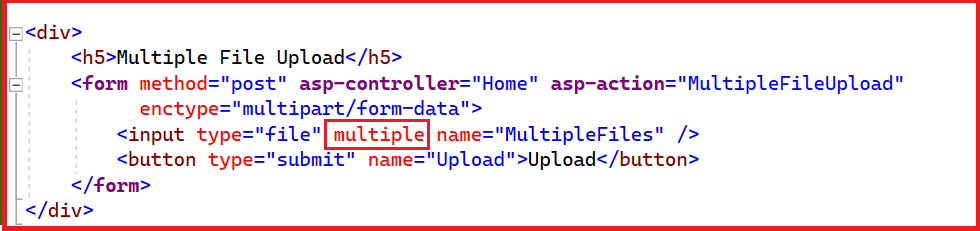 <div>
<h5>Multiple File Upload</h5>
<form method="post" asp-controller="Home" asp-action="MultipleFileUpload"
enctype="multipart/form-data">
<input type="file" multiple name="MultipleFiles" />
<button type="submit" name="Upload">Upload</button>
</form>
</div>